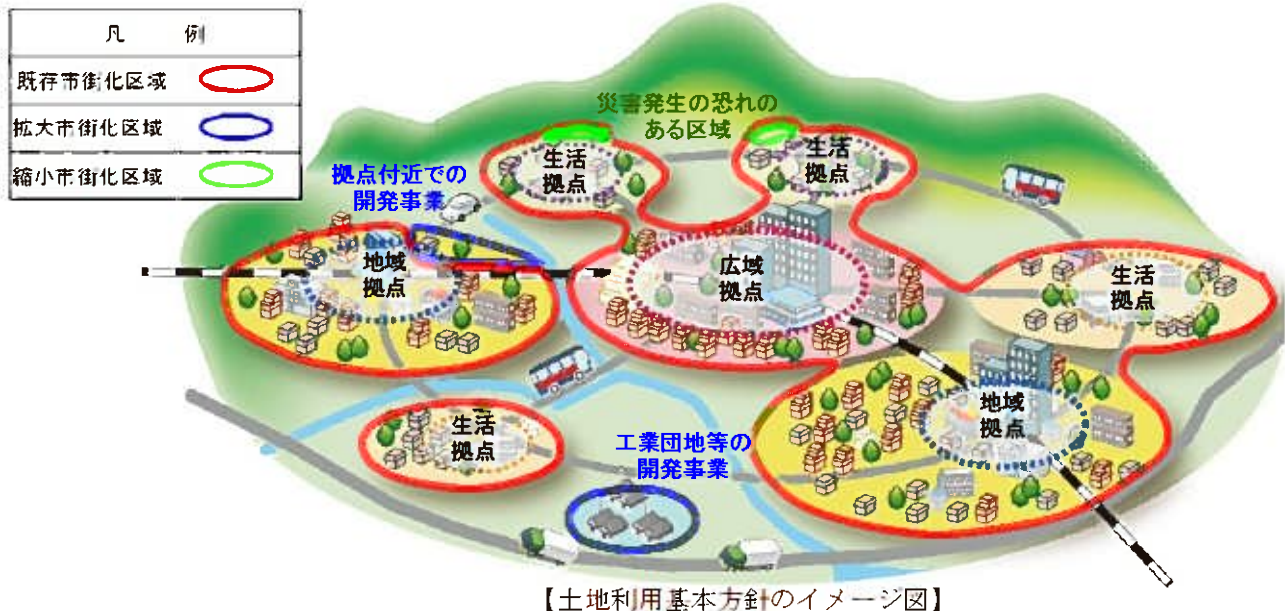 凡 例
既存市街化区域
拡大市街化区域
縮小市街化区域
災害発生の恐れの
ある区域
拠点付近での
開発事業
生活
拠点
生活
拠点
地域
拠点
広域
拠点
生活
拠点
生活
拠点
地域
拠点
工業団地等の
開発事業
【土地利用基本方針のイメージ図】